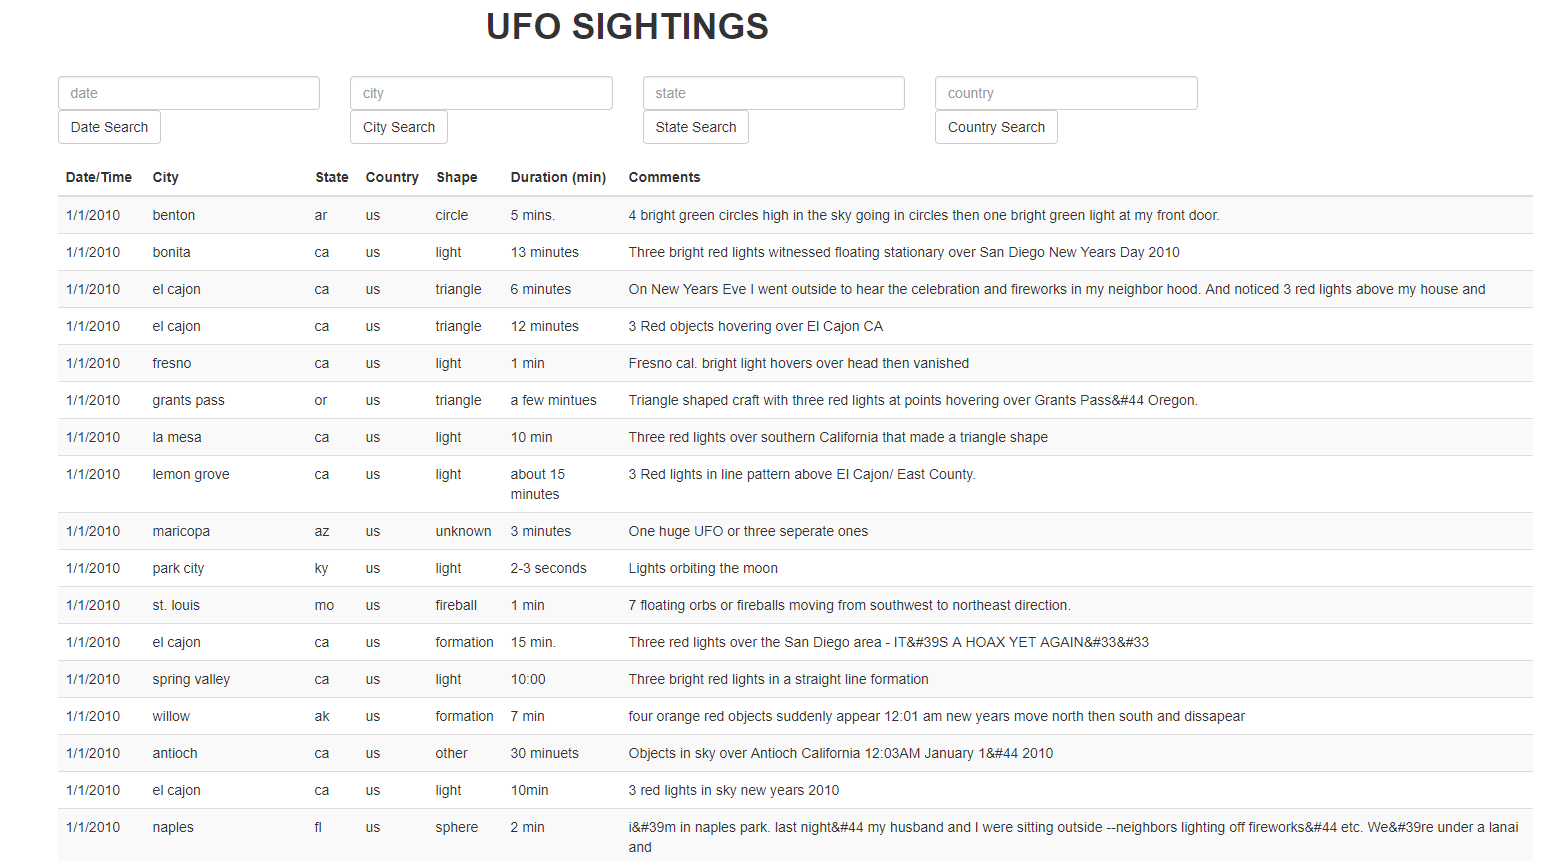 UFO SIGHTINGS
date city state country
Date Search City Search State Search Country Search
Date/Time City State Country Shape Duration (min) Comments
1/1/2010 benton ar us circle 5 mins. 4 bright green circles high in the sky going in circles then one bright green light at my front door.
1/1/2010 bonita ca us light 13 minutes Three bright red lights witnessed floating stationary over San Diego New Years Day 2010
1/1/2010 el cajon ca us triangle 6 minutes On New Years Eve I went outside to hear the celebration and fireworks in my neighbor hood. And noticed 3 red lights above my house and
1/1/2010 el cajon ca us triangle 12 minutes 3 Red objects hovering over El Cajon CA
1/1/2010 fresno ca us light 1 min Fresno cal. bright light hovers over head then vanished
1/1/2010 grants pass or us triangle a few mintues Triangle shaped craft with three red lights at points hovering over Grants Pass&#44 Oregon.
1/1/2010 la mesa ca us light 10 min Three red lights over southern California that made a triangle shape
1/1/2010 lemon grove ca us light about 15 3 Red lights in line pattern above El Cajon/ East County.
minutes
1/1/2010 maricopa az us unknown 3 minutes One huge UFO or three seperate ones
1/1/2010 park city ky us light 2-3 seconds Lights orbiting the moon
1/1/2010 st. louis mo us fireball 1 min 7 floating orbs or fireballs moving from southwest to northeast direction.
1/1/2010 el cajon ca us formation 15 min. Three red lights over the San Diego area - IT&#39S A HOAX YET AGAIN&#33&#33
1/1/2010 spring valley ca us light 10:00 Three bright red lights in a straight line formation
1/1/2010 willow ak us formation 7 min four orange red objects suddenly appear 12:01 am new years move north then south and dissapear
1/1/2010 antioch ca us other 30 minuets Objects in sky over Antioch California 12:03AM January 1&#44 2010
1/1/2010 el cajon ca us light 10min 3 red lights in sky new years 2010
1/1/2010 naples fl us sphere 2 min i&#39m in naples park. last night&#44 my husband and I were sitting outside --neighbors lighting off fireworks&#44 etc. We&#39re under a lanai
and